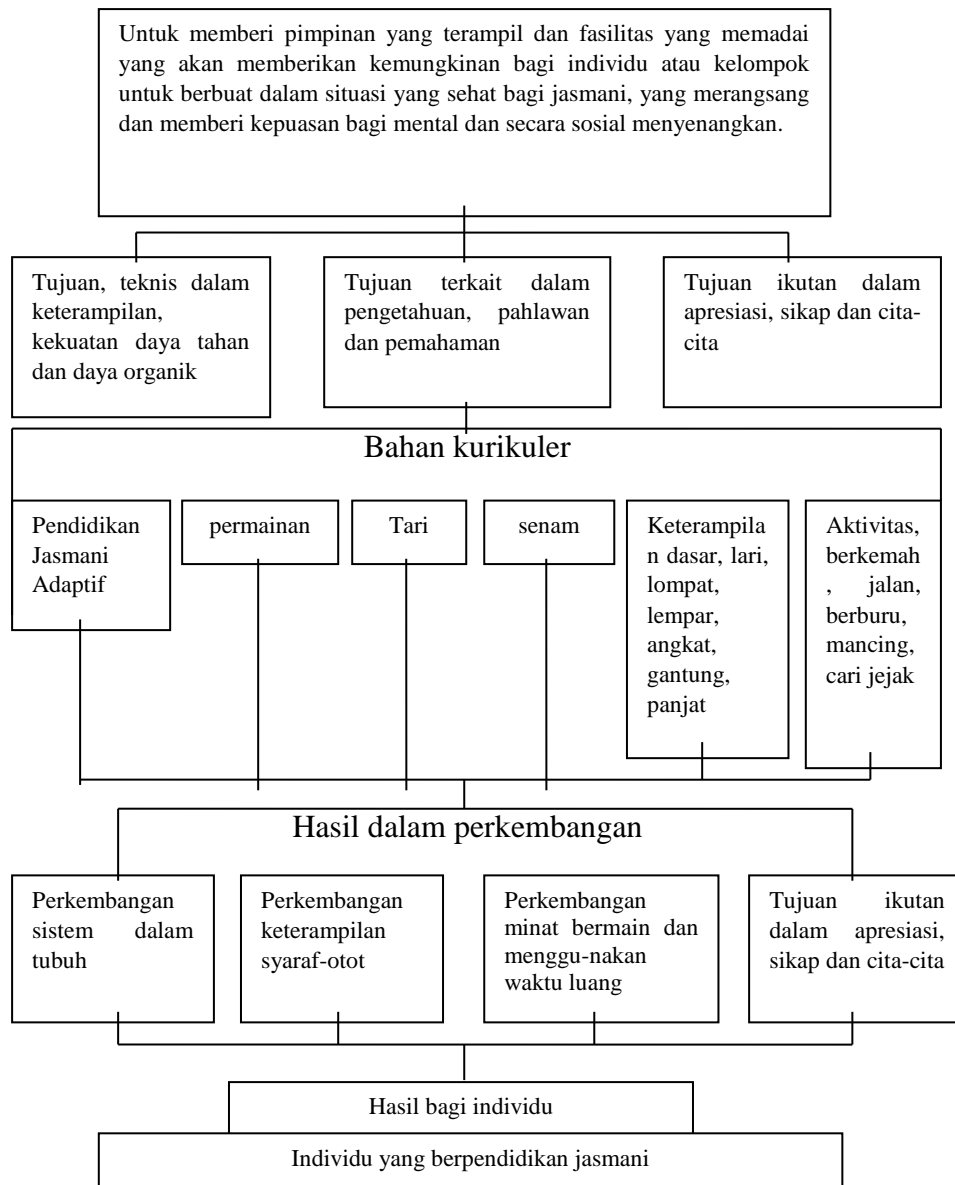 Untuk memberi pimpinan yang terampil dan fasilitas yang memadai
yang akan memberikan kemungkinan bagi individu atau kelompok
untuk berbuat dalam situasi yang sehat bagi jasmani, yang merangsang
dan memberi kepuasan bagi mental dan secara sosial menyenangkan.
Tujuan, teknis dalam
keterampilan,
kekuatan daya tahan
dan daya organik
Tujuan terkait dalam
pengetahuan, pahlawan
dan pemahaman
Tujuan ikutan dalam
apresiasi, sikap dan cita-
cita
Bahan kurikuler
Pendidikan
Jasmani
Adaptif
permainan
Tari
senam
Keterampila
n dasar, lari,
lompat,
lempar,
angkat,
gantung,
panjat
Aktivitas,
berkemah
, jalan,
berburu,
mancing,
cari jejak
Hasil dalam perkembangan
Perkembangan
sistem dalam
tubuh
Perkembangan
keterampilan
syaraf-otot
Perkembangan
minat bermain dan
menggu-nakan
waktu luang
Tujuan ikutan
dalam apresiasi,
sikap dan cita-cita
Hasil bagi individu
Individu yang berpendidikan jasmani